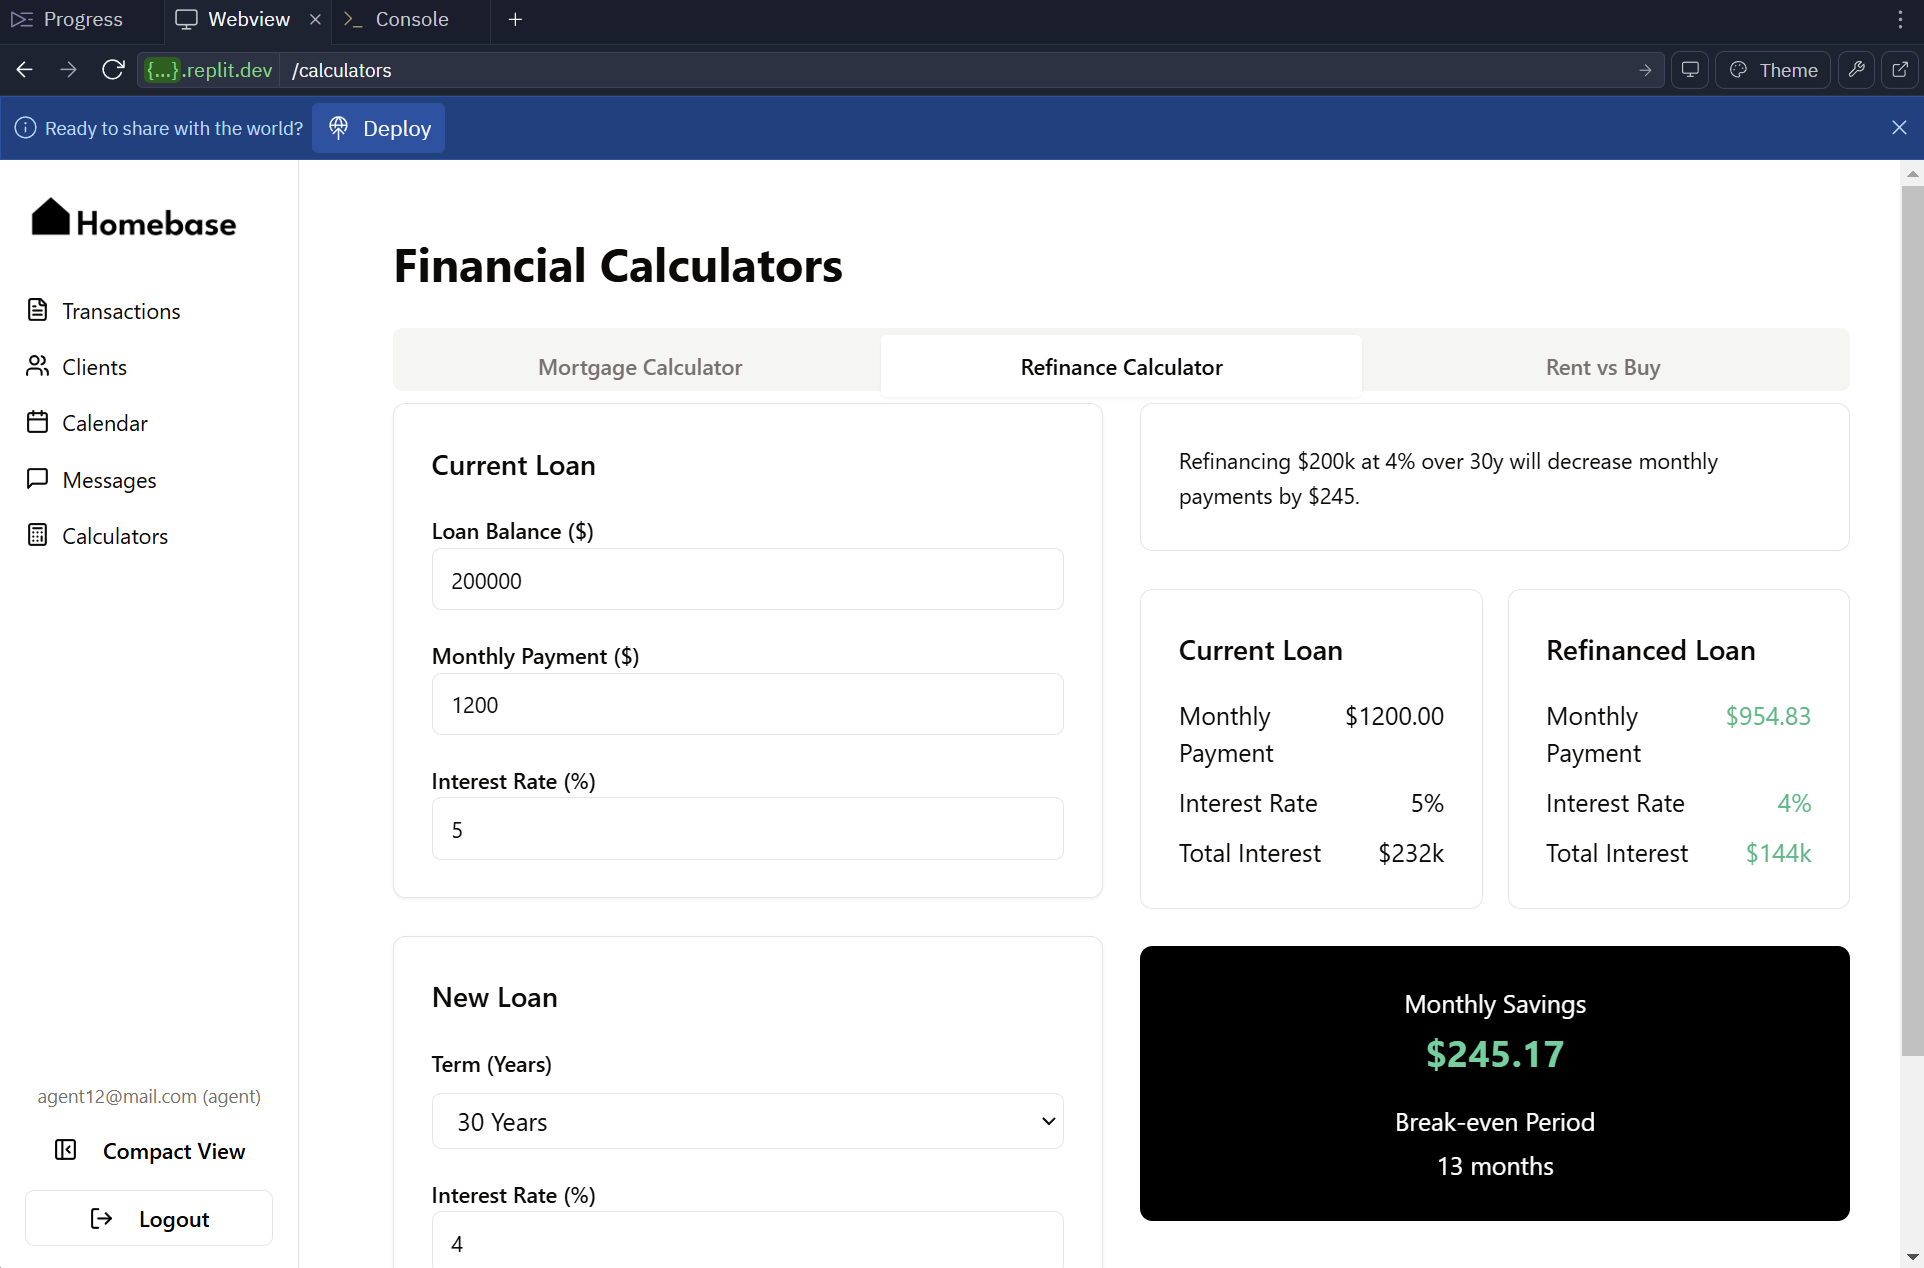 Progress
Webview
Console
{...}.replit.dev /calculators
Theme
Ready to share with the world?
Deploy
Homebase
Transactions
Clients
Calendar
Messages
Calculators
agent12@mail.com (agent)
Compact View
Logout
Financial Calculators
Mortgage Calculator
Refinance Calculator
Rent vs Buy
Current Loan
Loan Balance ($)
200000
Monthly Payment ($)
1200
Interest Rate (%)
5
New Loan
Term (Years)
30 Years
Interest Rate (%)
4
Refinancing $200k at 4% over 30y will decrease monthly
payments by $245.
Current Loan
Monthly Payment $1200.00
Interest Rate 5%
Total Interest $232k
Refinanced Loan
Monthly Payment $954.83
Interest Rate 4%
Total Interest $144k
Monthly Savings
$245.17
Break-even Period
13 months